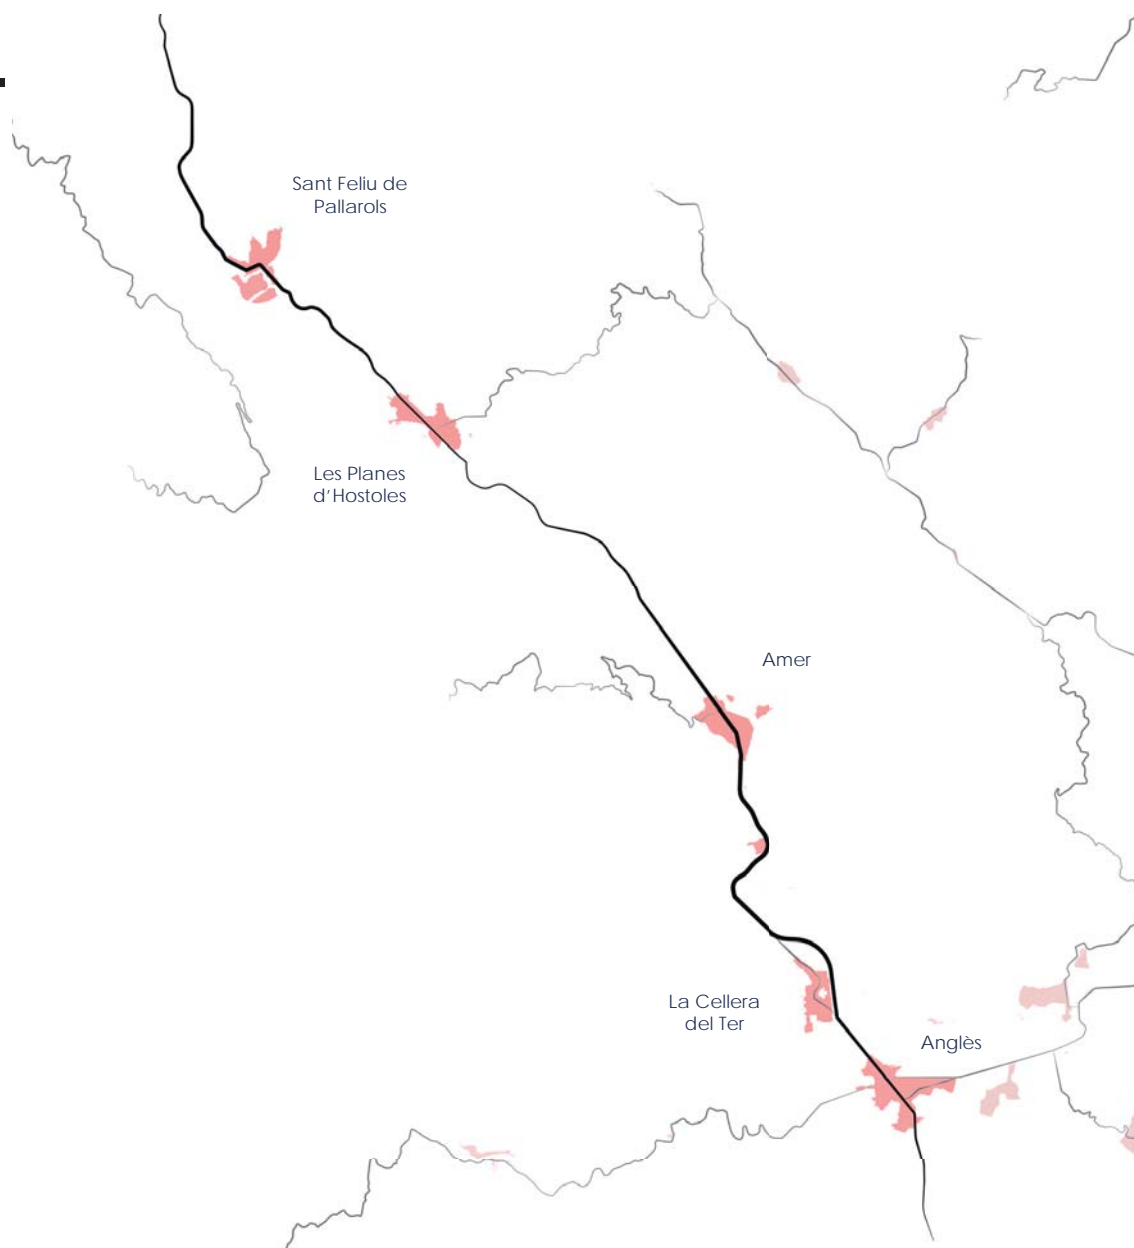 Sant Feliu de
Pallarols
Les Planes
d'Hostoles
Amer
La Cellera
del Ter
Anglès